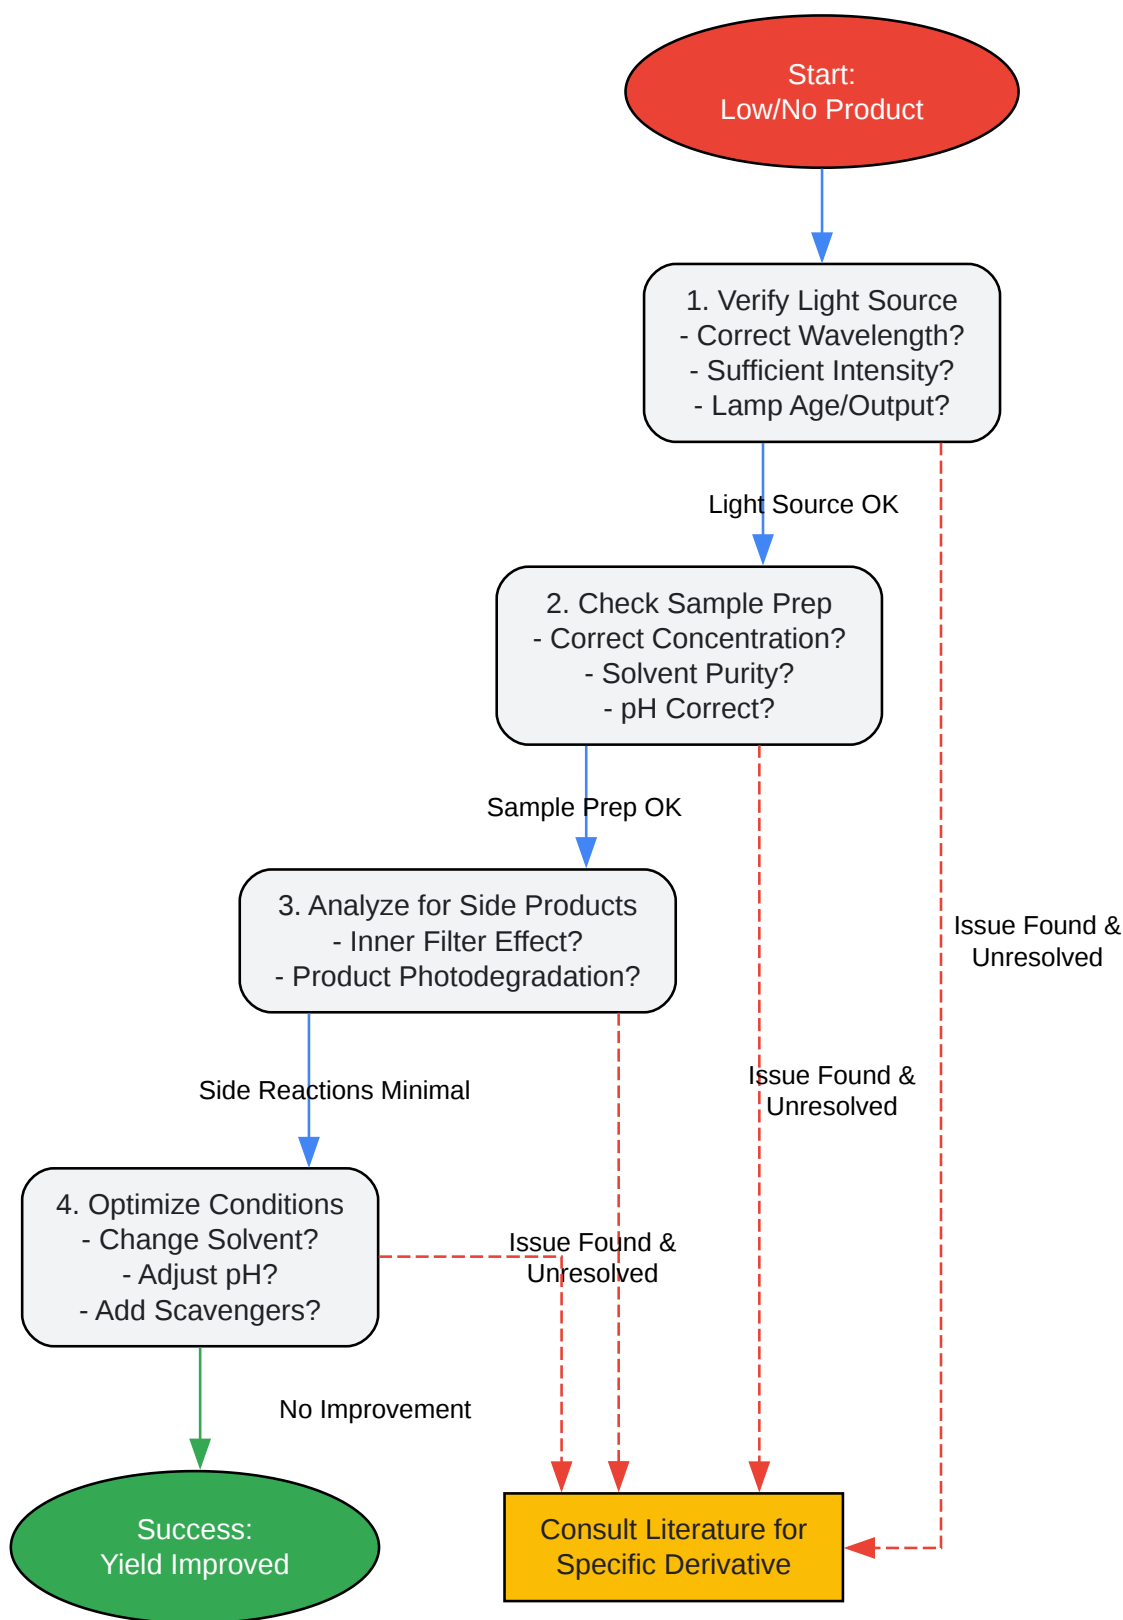 Start:
Low/No Product
1. Verify Light Source
- Correct Wavelength?
- Sufficient Intensity?
- Lamp Age/Output?
Light Source OK
2. Check Sample Prep
- Correct Concentration?
- Solvent Purity?
- pH Correct?
Sample Prep OK
3. Analyze for Side Products
- Inner Filter Effect?
- Product Photodegradation?
Issue Found &
Unresolved
Issue Found &
Unresolved
Side Reactions Minimal
4. Optimize Conditions
- Change Solvent?
- Adjust pH?
- Add Scavengers?
Issue Found &
Unresolved
No Improvement
Success:
Yield Improved
Consult Literature for
Specific Derivative